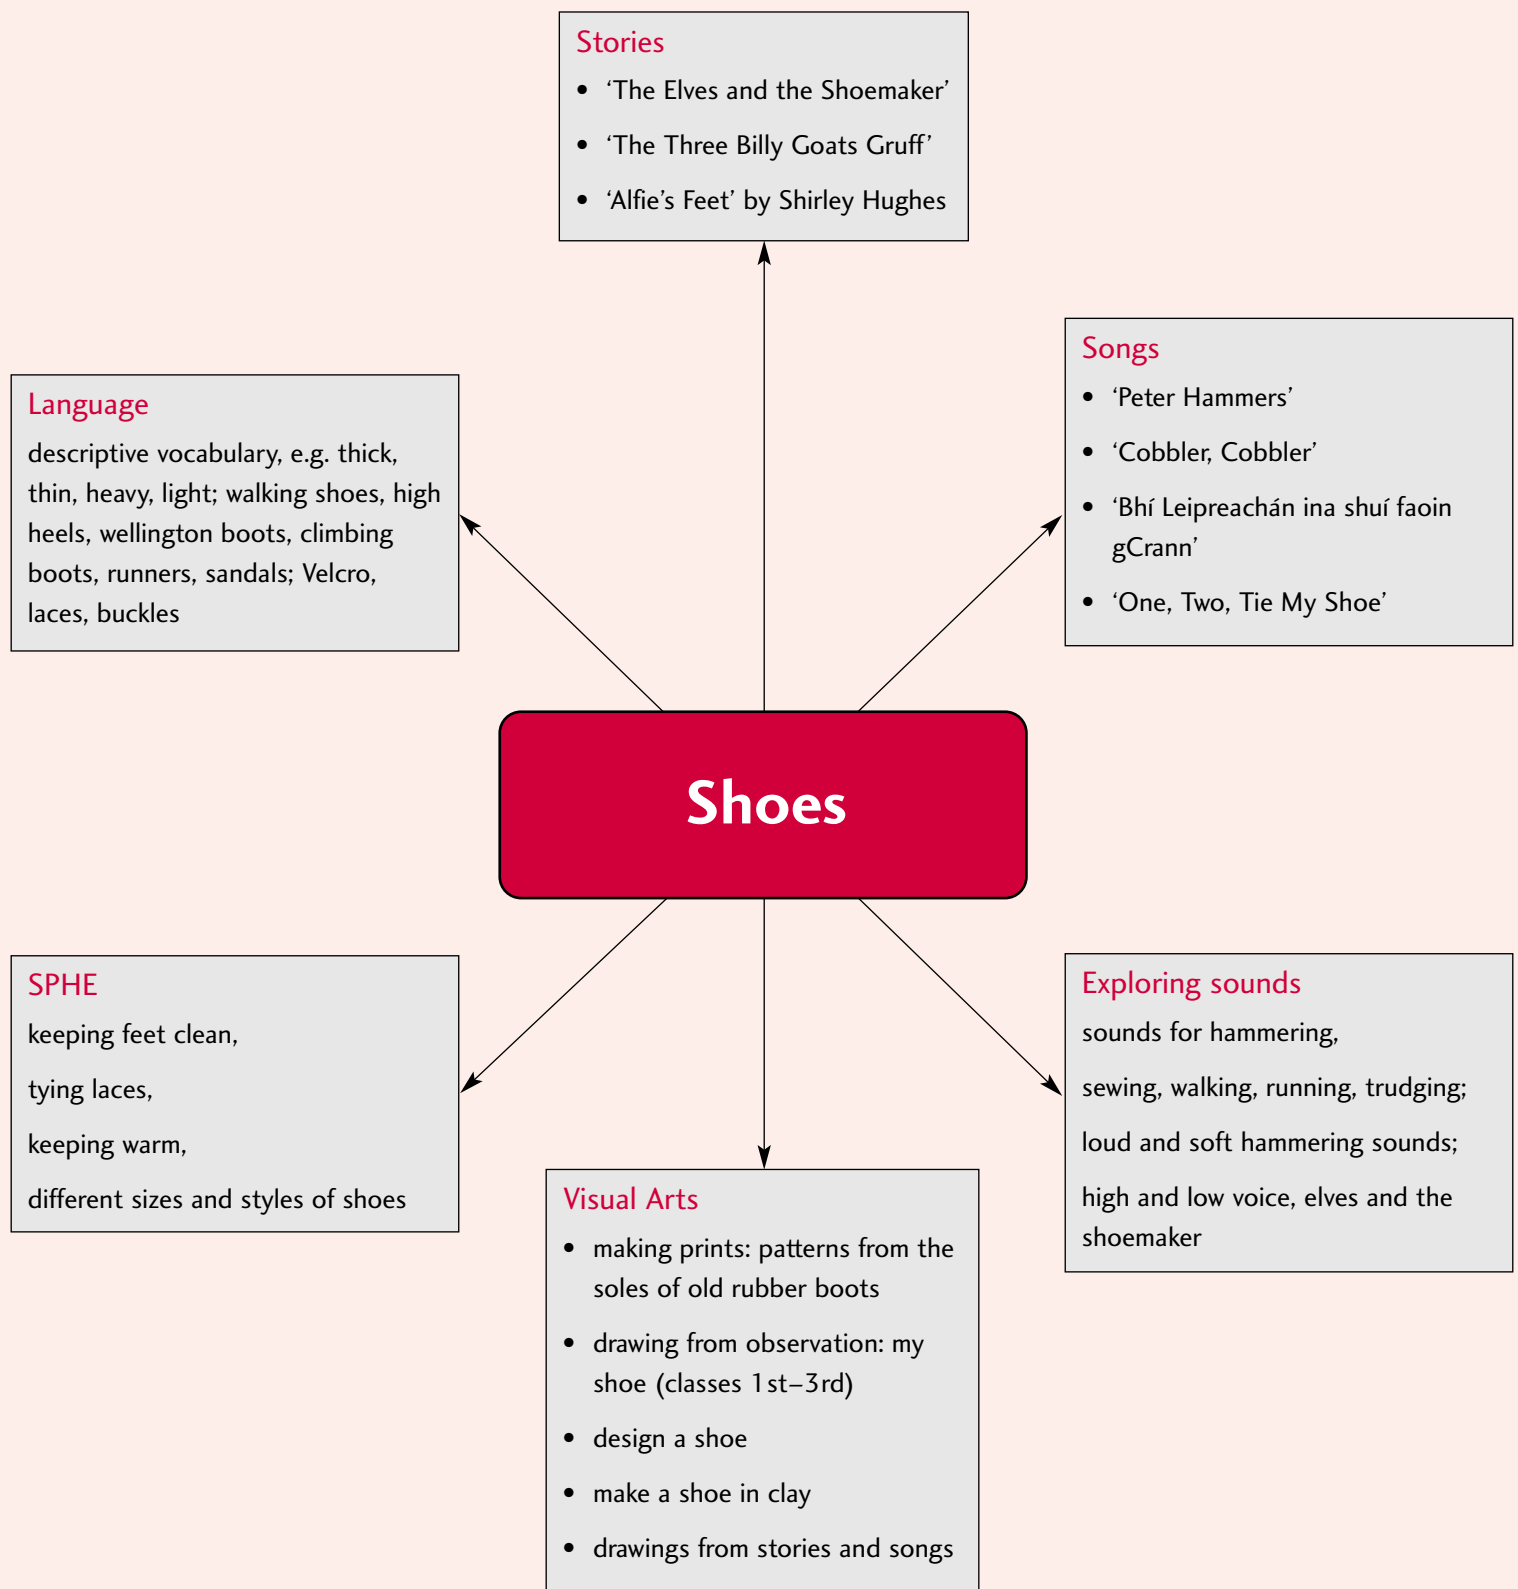 Stories
• ‘The Elves and the Shoemaker’
• ‘The Three Billy Goats Gruff’
• ‘Alfie’s Feet’ by Shirley Hughes
Songs
• ‘Peter Hammers’
• ‘Cobbler, Cobbler’
• ‘Bhí Leipreachán ina shuí faoin
gCrann’
• ‘One, Two, Tie My Shoe’
Language
descriptive vocabulary, e.g. thick,
thin, heavy, light; walking shoes, high
heels, wellington boots, climbing
boots, runners, sandals; Velcro,
laces, buckles
Shoes
SPHE
keeping feet clean,
tying laces,
keeping warm,
different sizes and styles of shoes
Exploring sounds
sounds for hammering,
sewing, walking, running, trudging;
loud and soft hammering sounds;
high and low voice, elves and the
shoemaker
Visual Arts
• making prints: patterns from the
soles of old rubber boots
• drawing from observation: my
shoe (classes 1st–3rd)
• design a shoe
• make a shoe in clay
• drawings from stories and songs